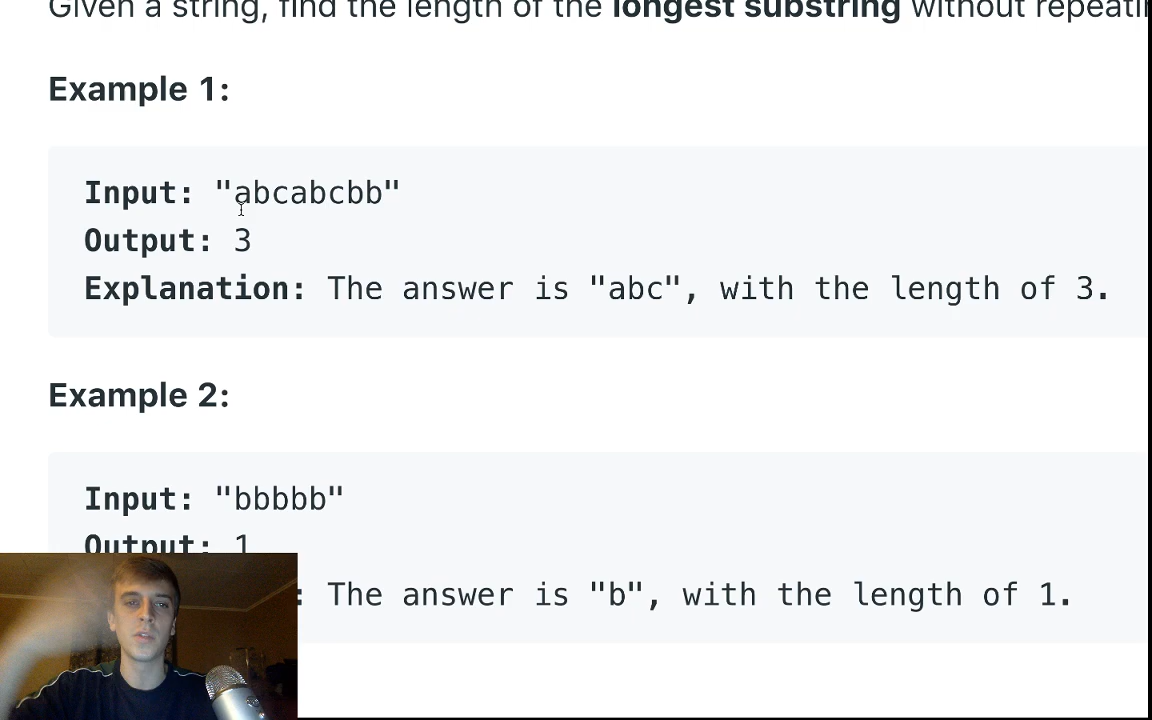 Given a string, find the length of the longest substring without
Example 1:
Input: "abcabcbb"
Output: 3
Explanation: The answer is "abc", with the length of 3.
Example 2:
Input: "bbbbb"
Output: 1
: The answer is "b", with the length of 1.